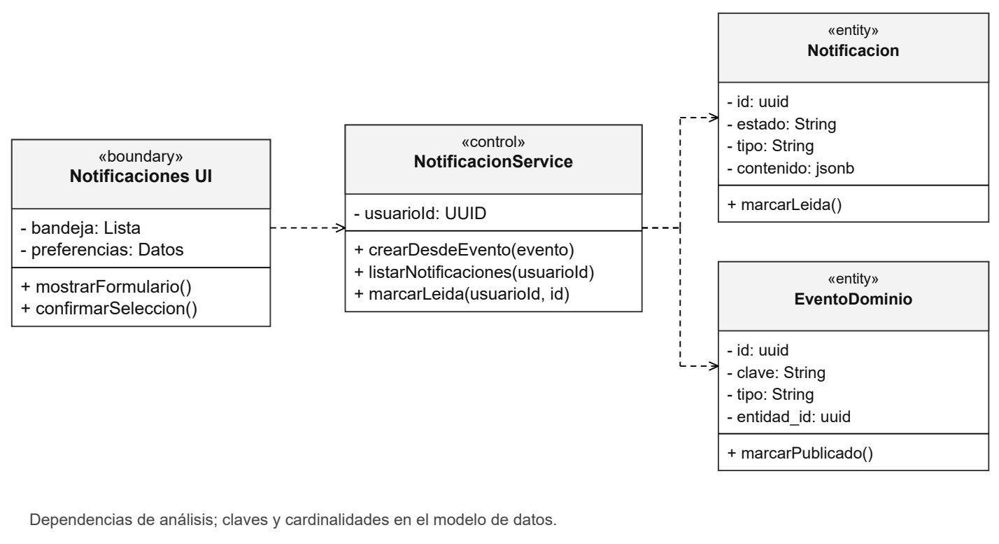 «boundary»
Notificaciones UI
- bandeja: Lista
- preferencias: Datos
+ mostrarFormulario()
+ confirmarSeleccion()
«control»
NotificacionService
- usuarioId: UUID
+ crearDesdeEvento(evento)
+ listarNotificaciones(usuarioId)
+ marcarLeida(usuarioId, id)
«entity»
Notificacion
- id: uuid
- estado: String
- tipo: String
- contenido: jsonb
+ marcarLeida()
«entity»
EventoDominio
- id: uuid
- clave: String
- tipo: String
- entidad_id: uuid
+ marcarPublicado()
Dependencias de análisis; claves y cardinalidades en el modelo de datos.